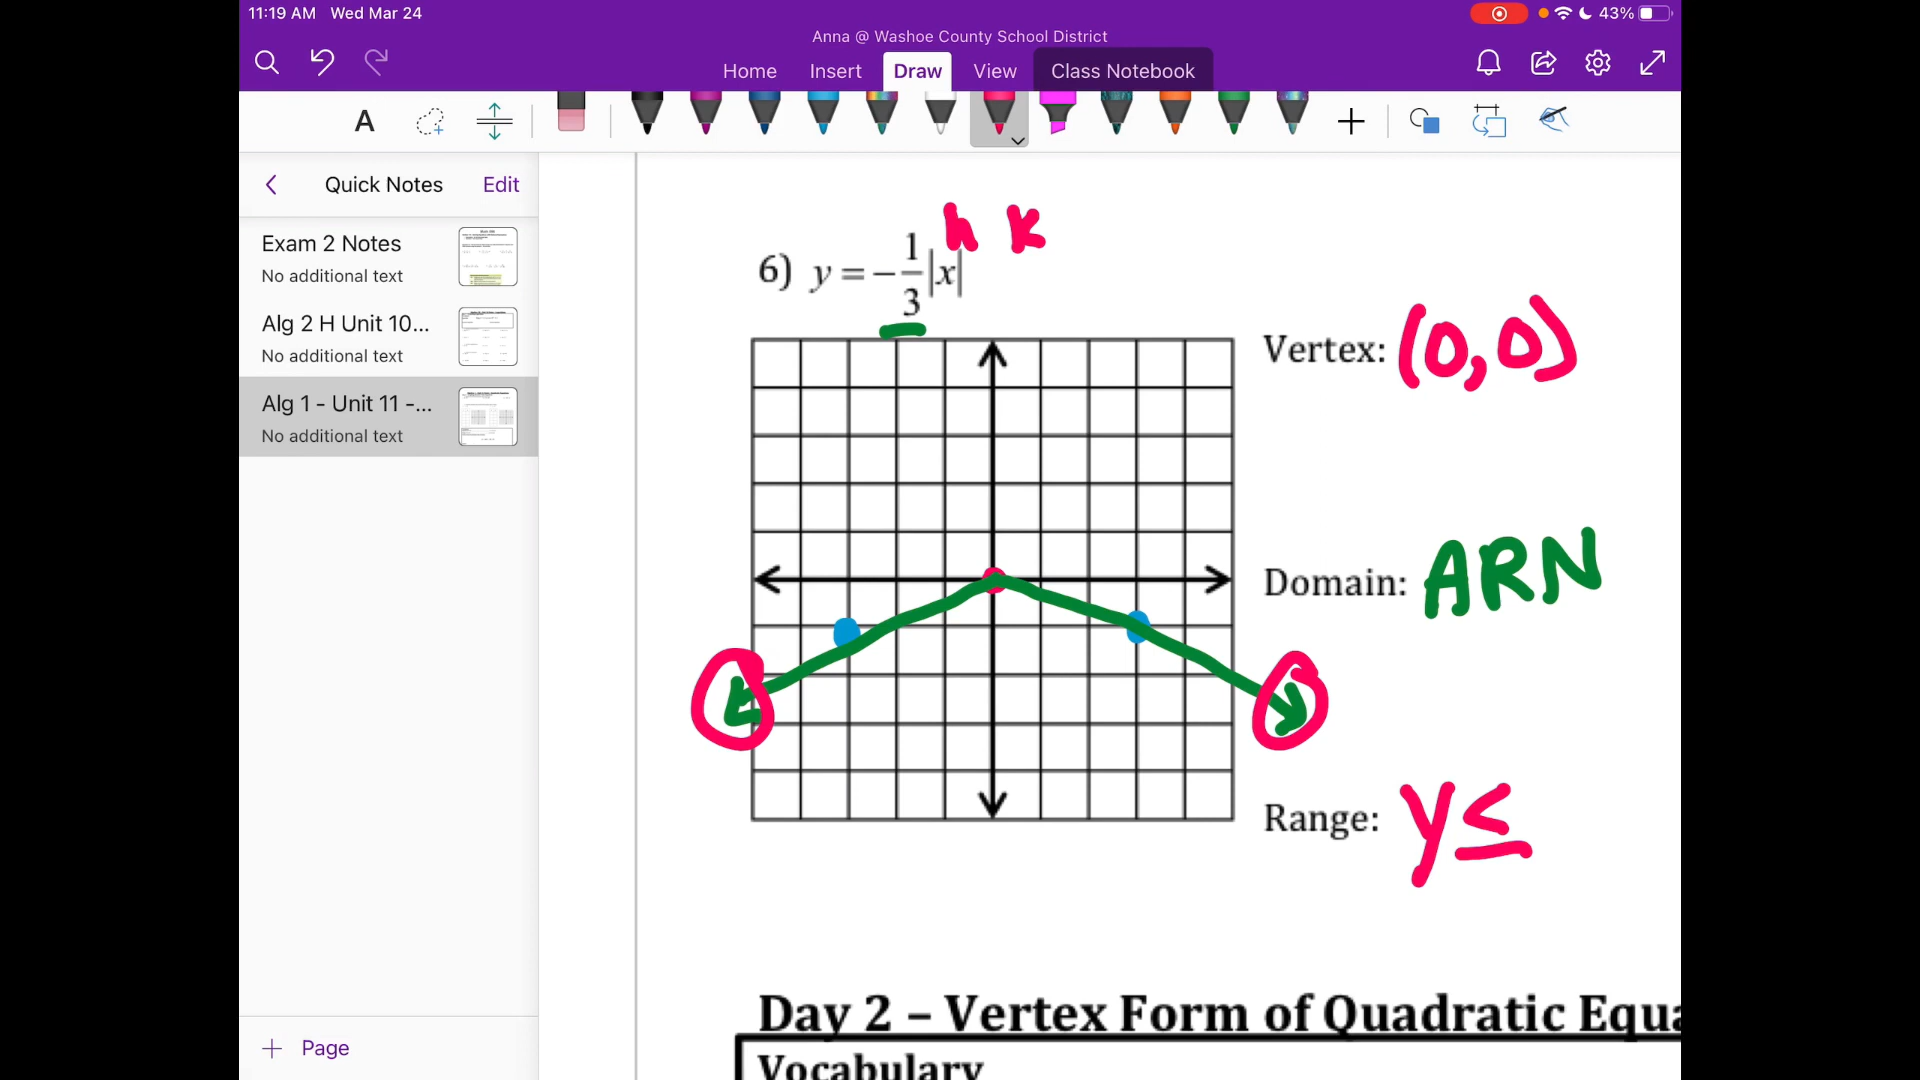 11:19 AM Wed Mar 24
43%
Anna @ Washoe County School District
Home Insert Draw View Class Notebook
A
Quick Notes Edit
Exam 2 Notes
No additional text
Alg 2 H Unit 10...
No additional text
Alg 1 - Unit 11 -...
No additional text
Page
h k
6) y = -1/3|x|
Vertex: (0,0)
Domain: ARN
Range: y≤
Day 2 – Vertex Form of Quadratic Equa
Vocabulary